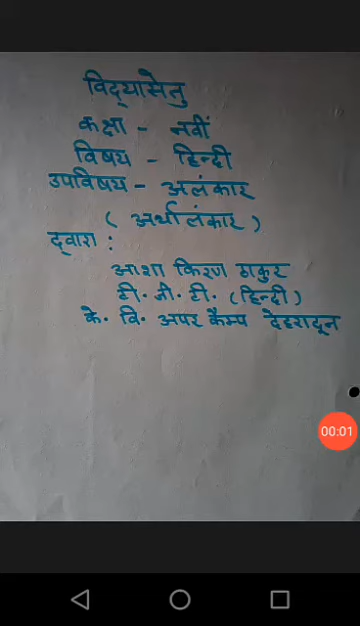 विद्यासेतु
कक्षा - नवीं
विषय - हिन्दी
उपविषय - अलंकार
( अर्थालंकार )
द्वारा :
आशा किरण ठाकुर
टी. जी. टी. (हिन्दी)
के. वि. अपर कैम्प देहरादून
00:01